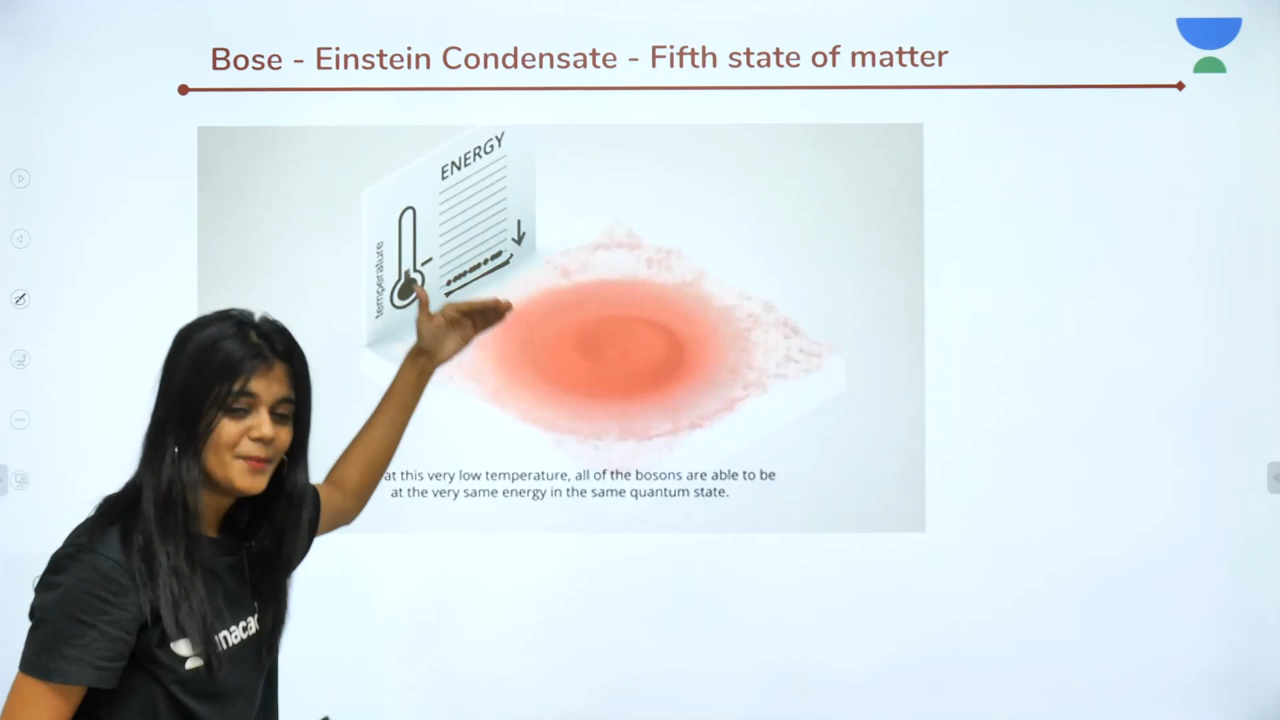 Bose - Einstein Condensate - Fifth state of matter
ENERGY
temperature
at this very low temperature, all of the bosons are able to be
at the very same energy in the same quantum state.